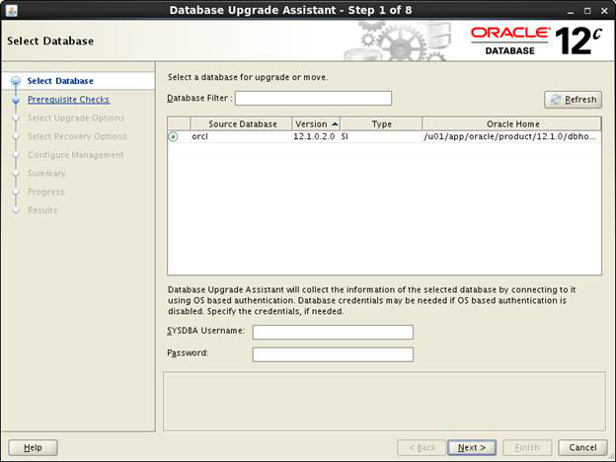 Database Upgrade Assistant - Step 1 of 8
Select Database
ORACLE
DATABASE
12c
Select Database
Prerequisite Checks
Select Upgrade Options
Select Recovery Options
Configure Management
Summary
Progress
Results
Select a database for upgrade or move.
Database Filter :
Refresh
Source Database Version Type Oracle Home
orcl 12.1.0.2.0 SI /u01/app/oracle/product/12.1.0/dbho...
Database Upgrade Assistant will collect the information of the selected database by connecting to it
using OS based authentication. Database credentials may be needed if OS based authentication is
disabled. Specify the credentials, if needed.
SYSDBA Username:
Password:
Help < Back Next > Finish Cancel